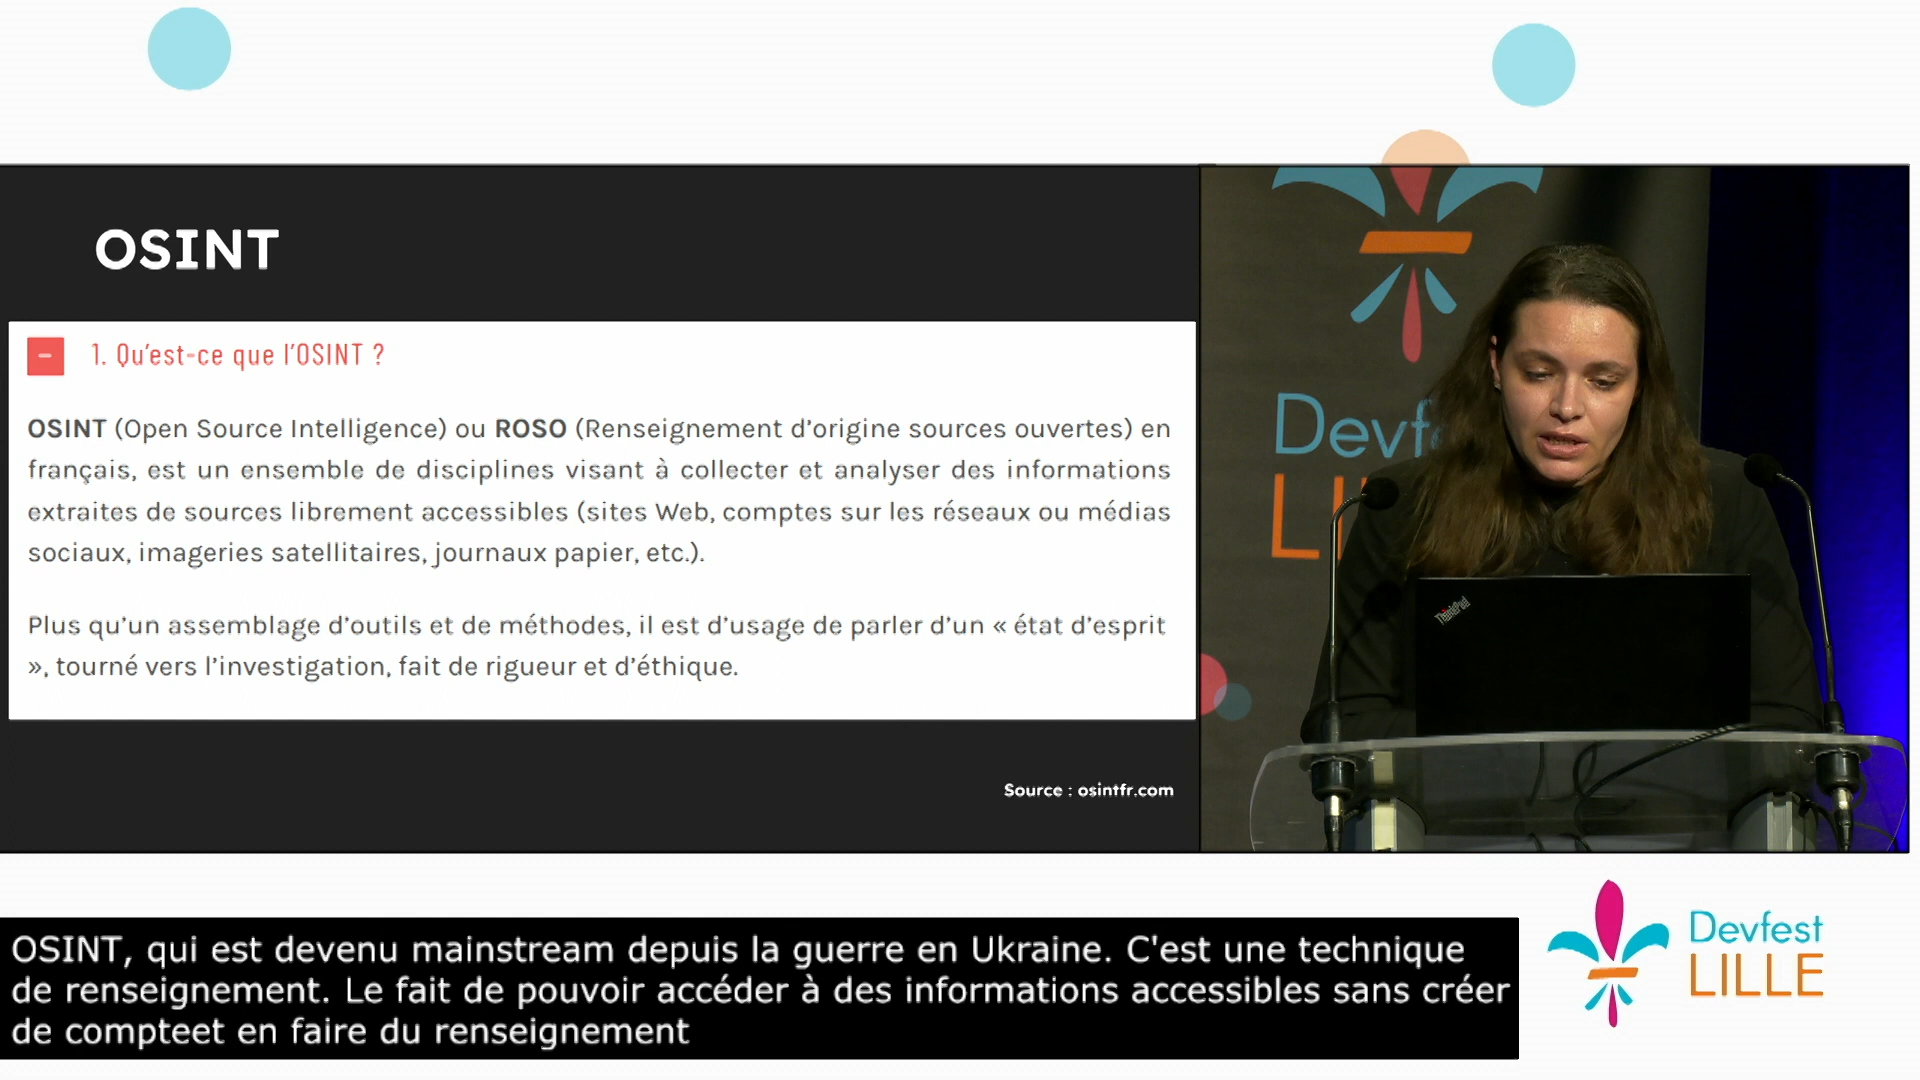 OSINT
1. Qu'est-ce que l'OSINT ?
OSINT (Open Source Intelligence) ou ROSO (Renseignement d'origine sources ouvertes) en
français, est un ensemble de disciplines visant à collecter et analyser des informations
extraites de sources librement accessibles (sites Web, comptes sur les réseaux ou médias
sociaux, imageries satellitaires, journaux papier, etc.).
Plus qu'un assemblage d'outils et de méthodes, il est d'usage de parler d'un « état d'esprit
», tourné vers l'investigation, fait de rigueur et d'éthique.
Source : osintfr.com
Devf
LI
ThinkPad
OSINT, qui est devenu mainstream depuis la guerre en Ukraine. C'est une technique
de renseignement. Le fait de pouvoir accéder à des informations accessibles sans créer
de compteet en faire du renseignement
Devfest
LILLE